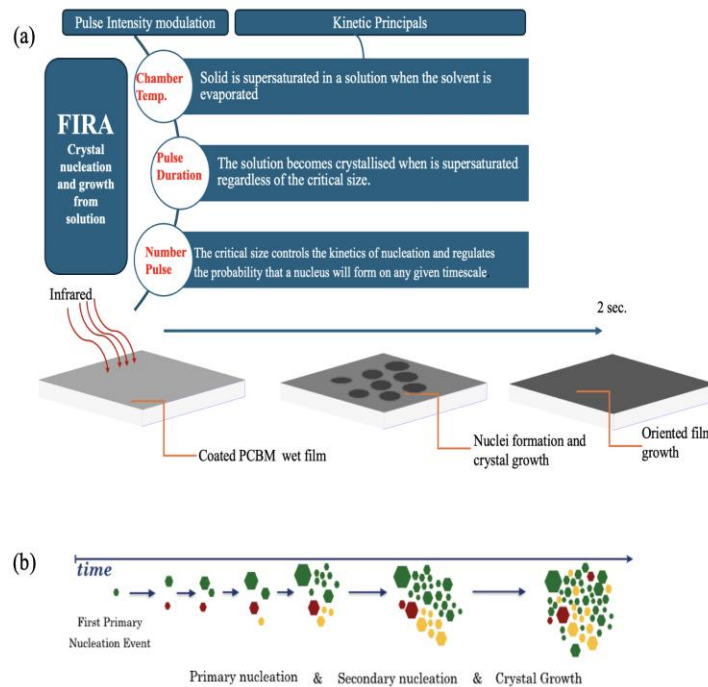 (a)
Pulse Intensity modulation
Kinetic Principals
FIRA
Crystal
nucleation
and growth
from
solution
Chamber
Temp.
Solid is supersaturated in a solution when the solvent is
evaporated
Pulse
Duration
The solution becomes crystallised when is supersaturated
regardless of the critical size.
Number
Pulse
The critical size controls the kinetics of nucleation and regulates
the probability that a nucleus will form on any given timescale
Infrared
2 sec.
Coated PCBM wet film
Nuclei formation and
crystal growth
Oriented film
growth
(b)
time
First Primary
Nucleation Event
Primary nucleation & Secondary nucleation & Crystal Growth